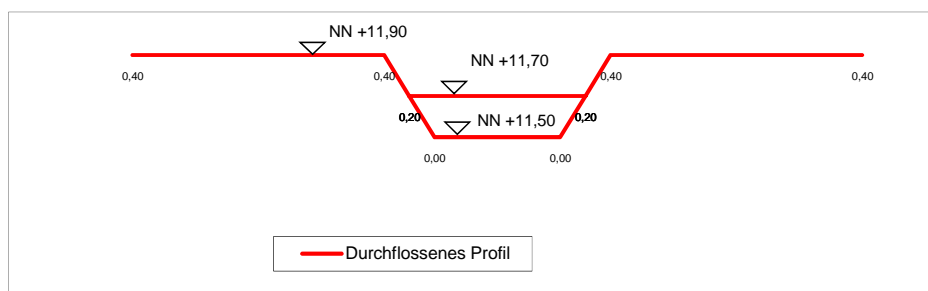 NN +11,90
NN +11,70
0,40 0,40 0,40 0,40
0,20 NN +11,50 0,20
0,00 0,00
Durchflossenes Profil